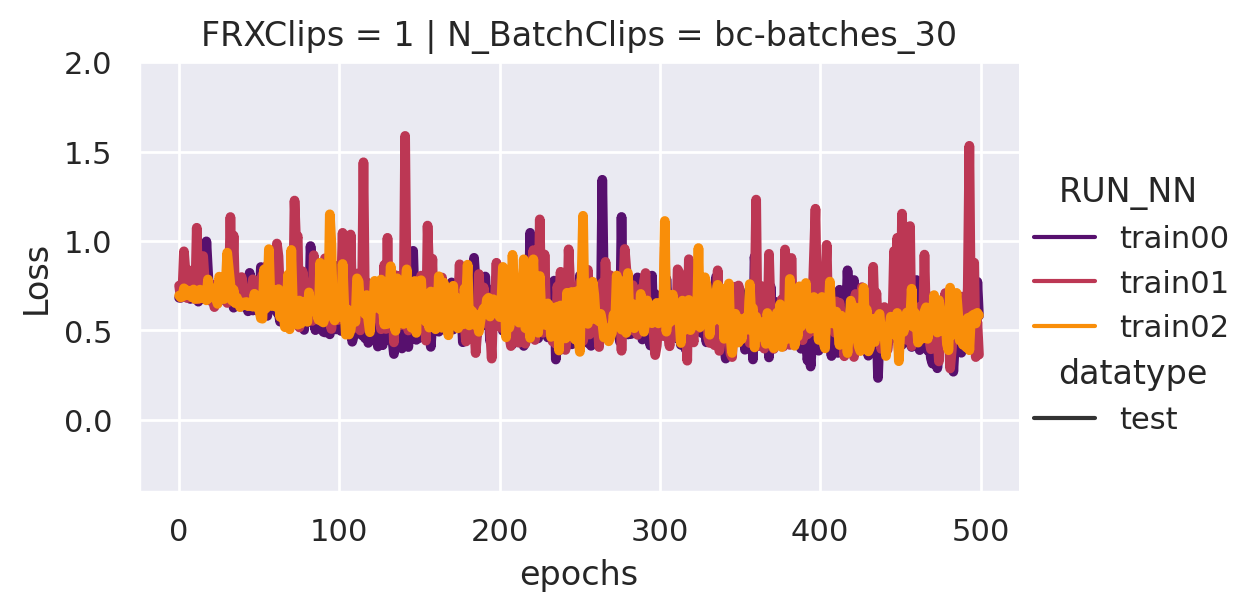 FRXClips = 1 | N_BatchClips = bc-batches_30
2.0
1.5
1.0
0.5
0.0
Loss
0 100 200 300 400 500
epochs
RUN_NN
train00
train01
train02
datatype
test